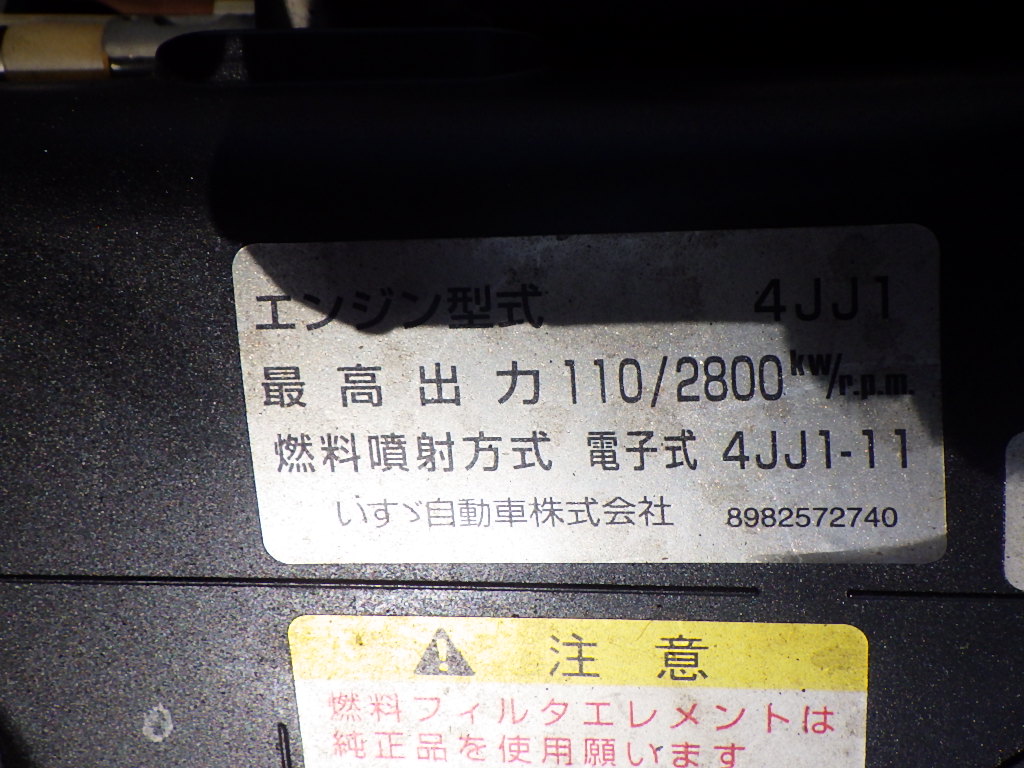 エンジン型式 4JJ1
最高出力 110/2800kW/r.p.m.
燃料噴射方式 電子式 4JJ1-11
いすゞ自動車株式会社 8982572740
注意
燃料フィルタエレメントは
純正品を使用願います